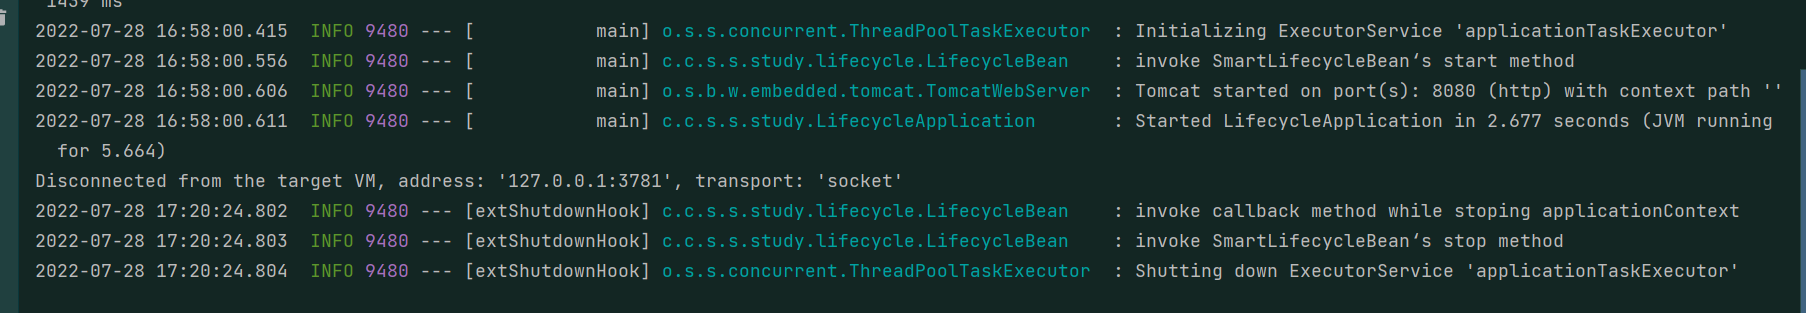 1439 ms
2022-07-28 16:58:00.415  INFO 9480 --- [           main] o.s.s.concurrent.ThreadPoolTaskExecutor  : Initializing ExecutorService 'applicationTaskExecutor'
2022-07-28 16:58:00.556  INFO 9480 --- [           main] c.c.s.s.study.lifecycle.LifecycleBean    : invoke SmartLifecycleBean‘s start method
2022-07-28 16:58:00.606  INFO 9480 --- [           main] o.s.b.w.embedded.tomcat.TomcatWebServer  : Tomcat started on port(s): 8080 (http) with context path ''
2022-07-28 16:58:00.611  INFO 9480 --- [           main] c.c.s.s.study.LifecycleApplication       : Started LifecycleApplication in 2.677 seconds (JVM running
for 5.664)
Disconnected from the target VM, address: '127.0.0.1:3781', transport: 'socket'
2022-07-28 17:20:24.802  INFO 9480 --- [extShutdownHook] c.c.s.s.study.lifecycle.LifecycleBean    : invoke callback method while stoping applicationContext
2022-07-28 17:20:24.803  INFO 9480 --- [extShutdownHook] c.c.s.s.study.lifecycle.LifecycleBean    : invoke SmartLifecycleBean‘s stop method
2022-07-28 17:20:24.804  INFO 9480 --- [extShutdownHook] o.s.s.concurrent.ThreadPoolTaskExecutor  : Shutting down ExecutorService 'applicationTaskExecutor'